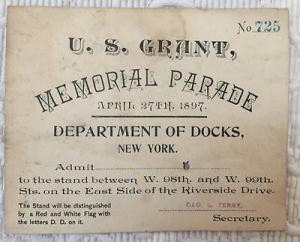 No. 725
U. S. GRANT,
MEMORIAL PARADE
APRIL 27TH, 1897.
DEPARTMENT OF DOCKS,
NEW YORK.
Admit
to the stand between W. 98th. and W. 99th.
Sts. on the East Side of the Riverside Drive.
The Stand will be distinguished
by a Red and White Flag with
the letters D. D. on it.
GEO. S. TERRY,
Secretary.